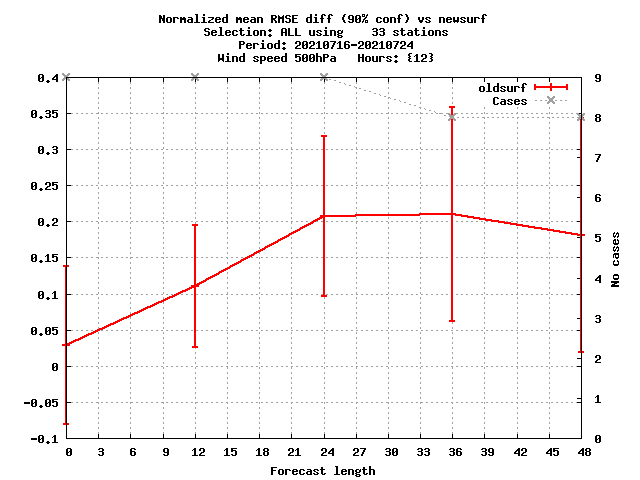 Normalized mean RMSE diff (90% conf) vs newsurf
Selection: ALL using    33 stations
Period: 20210716-20210724
Wind speed 500hPa   Hours: {12}
oldsurf
Cases
0.4
0.35
0.3
0.25
0.2
0.15
0.1
0.05
0
-0.05
-0.1
9
8
7
6
5
4
3
2
1
0
No cases
0 3 6 9 12 15 18 21 24 27 30 33 36 39 42 45 48
Forecast length